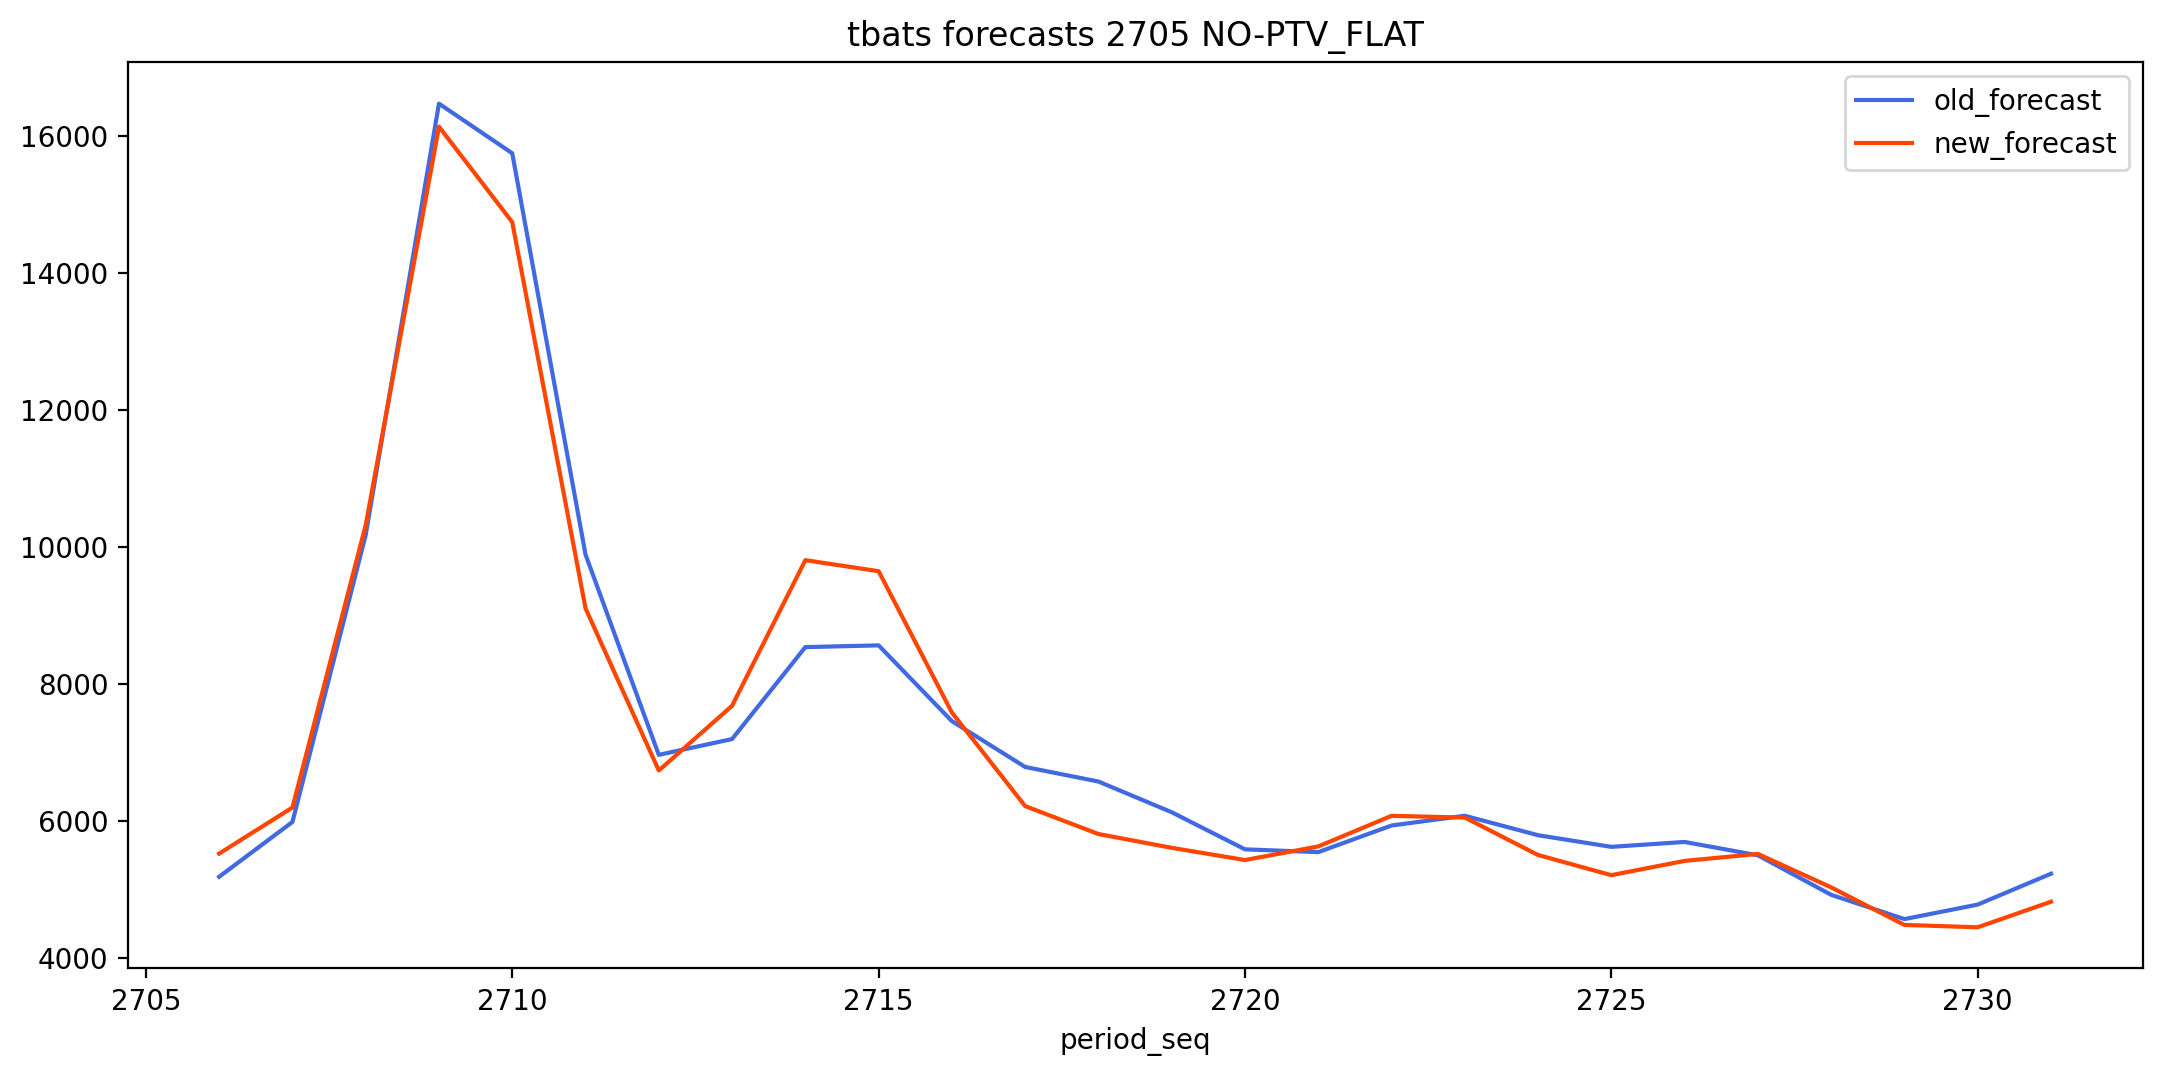 tbats forecasts 2705 NO-PTV_FLAT
old_forecast
new_forecast
16000
14000
12000
10000
8000
6000
4000
2705 2710 2715 2720 2725 2730
period_seq